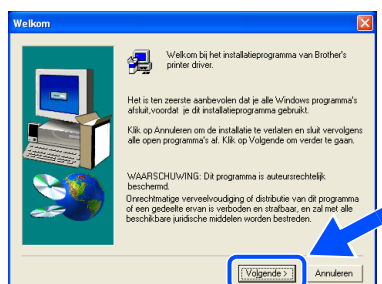 Welkom
Welkom bij het installatieprogramma van Brother's
printer driver.
Het is ten zeerste aanbevolen dat je alle Windows programma's
afsluit,voordat je dit installatieprogramma gebruikt.
Klik op Annuleren om de installatie te verlaten en sluit vervolgens
alle open programma's af. Klik op Volgende om verder te gaan.
WAARSCHUWING: Dit programma is auteursrechtelijk
beschermd.
Onrechtmatige verveelvoudiging of distributie van dit programma
of een gedeelte ervan is verboden en strafbaar, en zal met alle
beschikbare juridische middelen worden bestreden.
Volgende >
Annuleren